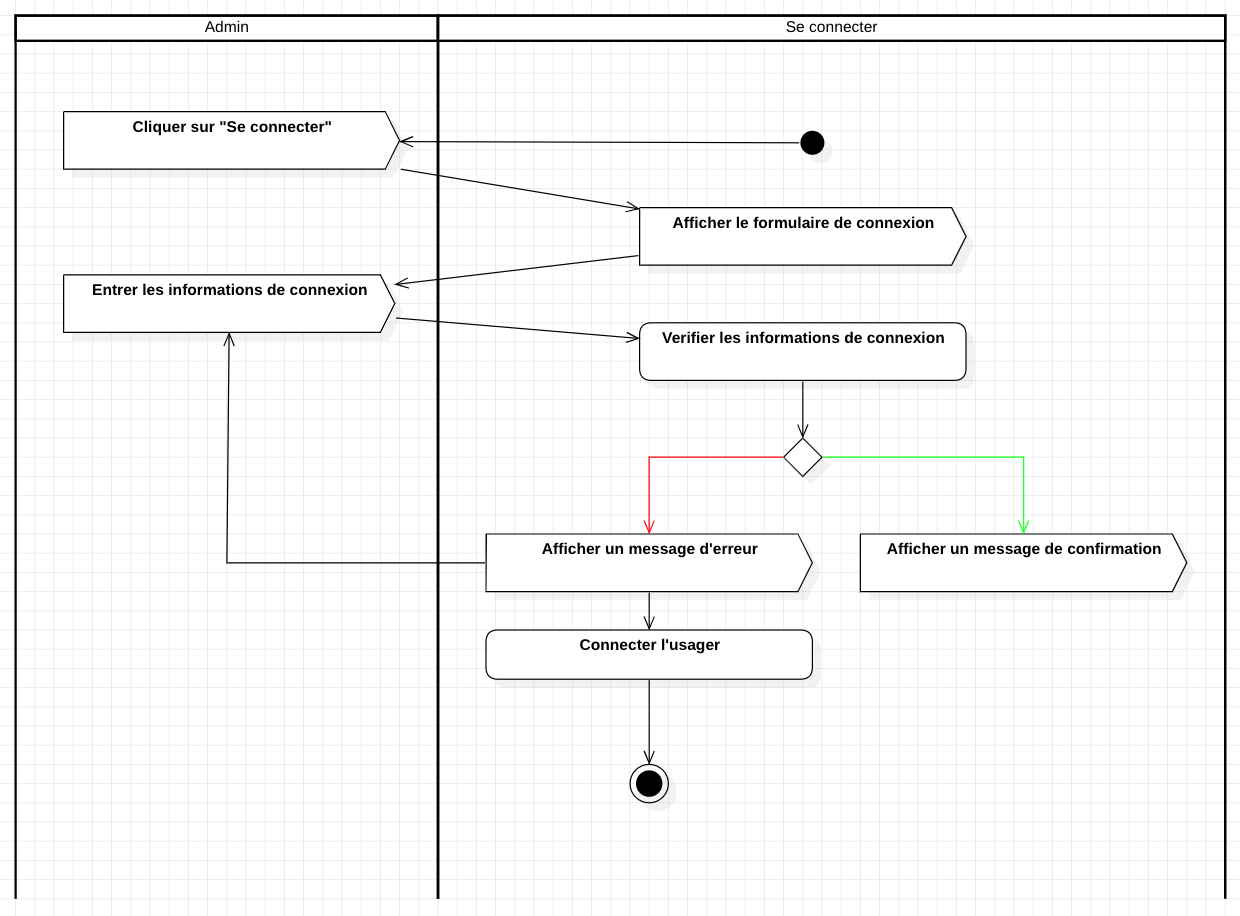 Admin
Se connecter
Cliquer sur "Se connecter"
Afficher le formulaire de connexion
Entrer les informations de connexion
Verifier les informations de connexion
Afficher un message d'erreur
Afficher un message de confirmation
Connecter l'usager